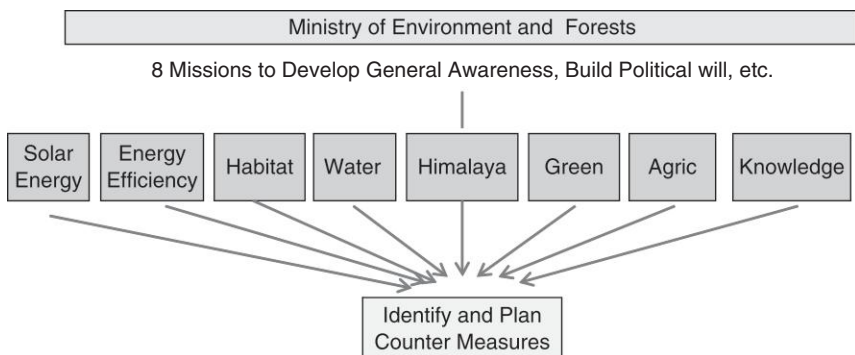 Ministry of Environment and Forests
8 Missions to Develop General Awareness, Build Political will, etc.
Solar
Energy
Energy
Efficiency
Habitat
Water
Himalaya
Green
Agric
Knowledge
Identify and Plan
Counter Measures